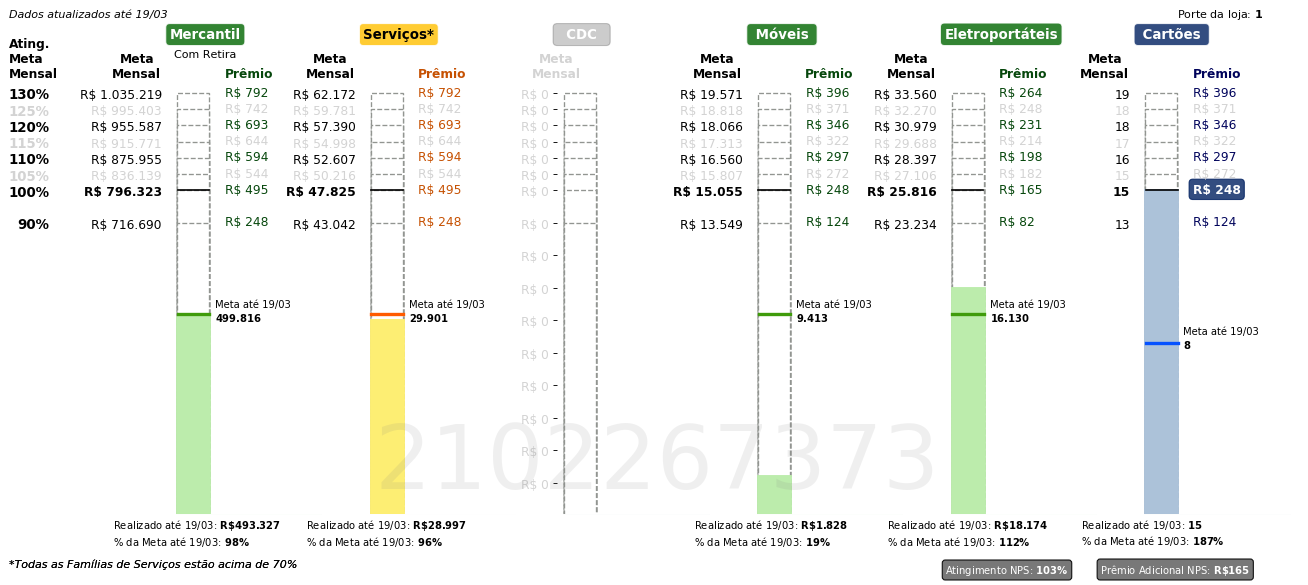 Dados atualizados até 19/03
Porte da loja: 1
Mercantil
Serviços*
CDC
Móveis
Eletroportáteis
Cartões
Com Retira
Ating. Meta Mensal
Meta Mensal Prêmio
Meta Mensal Prêmio
Meta Mensal
Meta Mensal Prêmio
Meta Mensal Prêmio
Meta Mensal Prêmio
130% R$ 1.035.219 R$ 792 R$ 62.172 R$ 792 R$ 0 R$ 19.571 R$ 396 R$ 33.560 R$ 264 19 R$ 396
125% R$ 995.403 R$ 742 R$ 59.781 R$ 742 R$ 0 R$ 18.818 R$ 371 R$ 32.270 R$ 248 18 R$ 371
120% R$ 955.587 R$ 693 R$ 57.390 R$ 693 R$ 0 R$ 18.066 R$ 346 R$ 30.979 R$ 231 18 R$ 346
115% R$ 915.771 R$ 644 R$ 54.998 R$ 644 R$ 0 R$ 17.313 R$ 322 R$ 29.688 R$ 214 17 R$ 322
110% R$ 875.955 R$ 594 R$ 52.607 R$ 594 R$ 0 R$ 16.560 R$ 297 R$ 28.397 R$ 198 16 R$ 297
105% R$ 836.139 R$ 544 R$ 50.216 R$ 544 R$ 0 R$ 15.807 R$ 272 R$ 27.106 R$ 182 15 R$ 272
100% R$ 796.323 R$ 495 R$ 47.825 R$ 495 R$ 0 R$ 15.055 R$ 248 R$ 25.816 R$ 165 15 R$ 248
90% R$ 716.690 R$ 248 R$ 43.042 R$ 248 R$ 0 R$ 13.549 R$ 124 R$ 23.234 R$ 82 13 R$ 124
R$ 0
R$ 0
R$ 0
R$ 0
R$ 0
R$ 0
R$ 0
R$ 0
Meta até 19/03
499.816
Meta até 19/03
29.901
Meta até 19/03
9.413
Meta até 19/03
16.130
Meta até 19/03
8
2102267373
Realizado até 19/03: R$493.327
% da Meta até 19/03: 98%
Realizado até 19/03: R$28.997
% da Meta até 19/03: 96%
Realizado até 19/03: R$1.828
% da Meta até 19/03: 19%
Realizado até 19/03: R$18.174
% da Meta até 19/03: 112%
Realizado até 19/03: 15
% da Meta até 19/03: 187%
*Todas as Famílias de Serviços estão acima de 70%
Atingimento NPS: 103%
Prêmio Adicional NPS: R$165